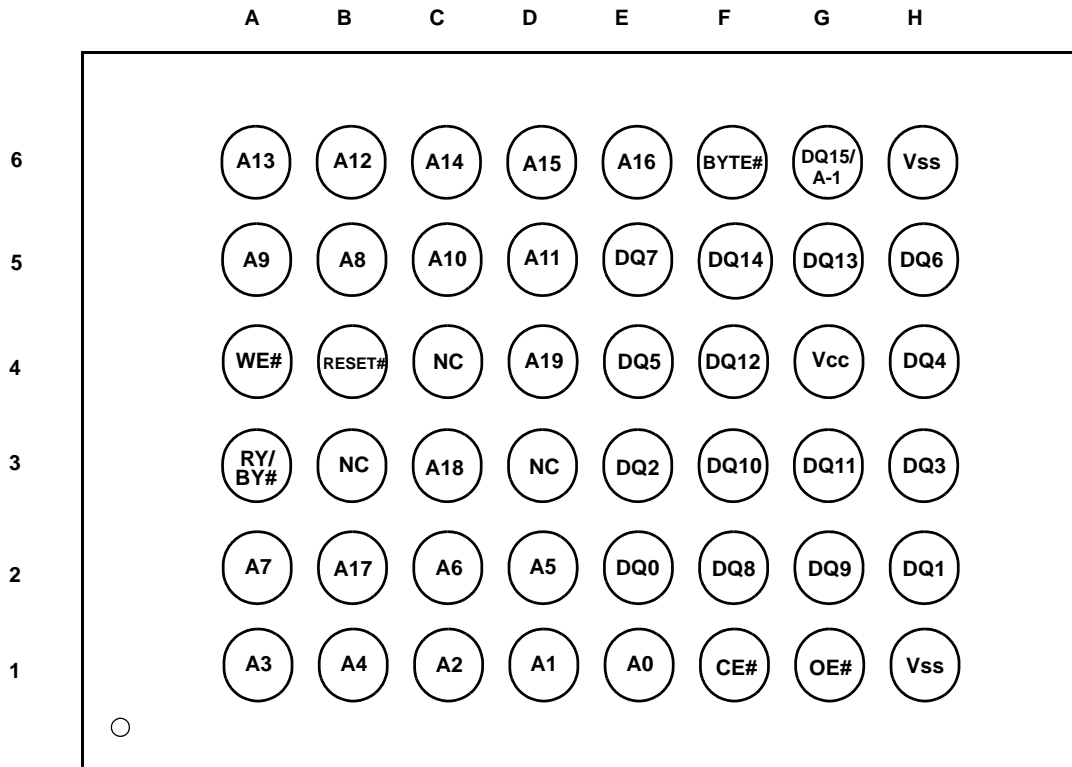 A B C D E F G H
6 A13 A12 A14 A15 A16 BYTE# DQ15/ A-1 Vss
5 A9 A8 A10 A11 DQ7 DQ14 DQ13 DQ6
4 WE# RESET# NC A19 DQ5 DQ12 Vcc DQ4
3 RY/ BY# NC A18 NC DQ2 DQ10 DQ11 DQ3
2 A7 A17 A6 A5 DQ0 DQ8 DQ9 DQ1
1 A3 A4 A2 A1 A0 CE# OE# Vss